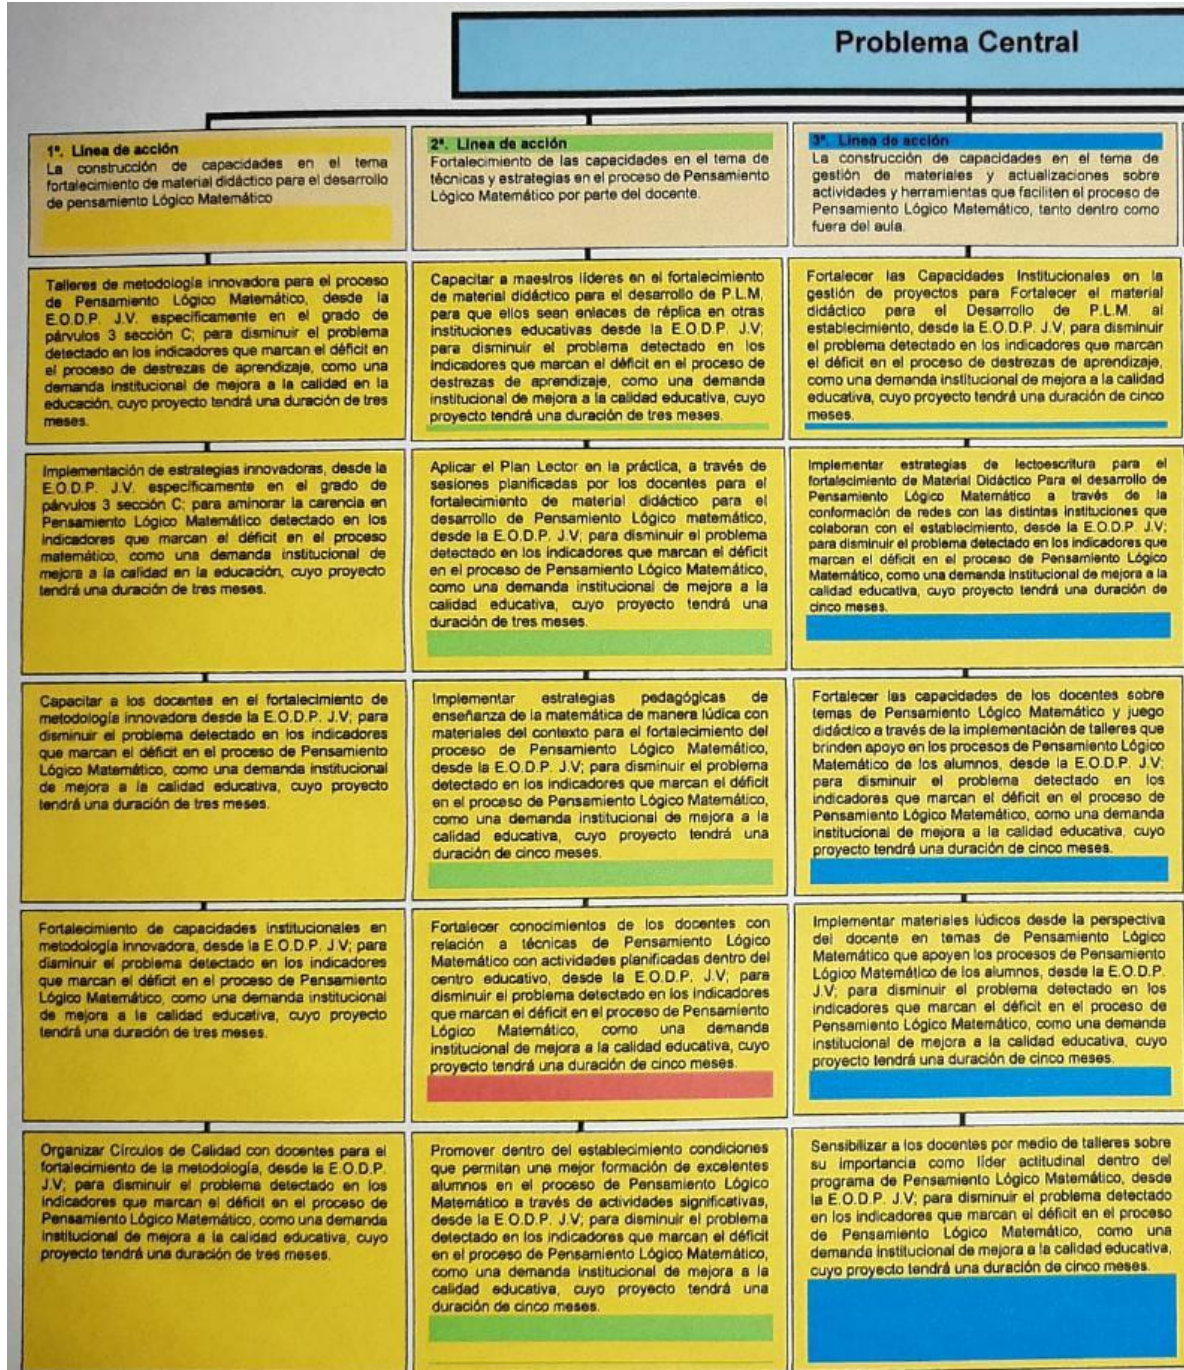 Problema Central
1ª. Línea de acción
La construcción de capacidades en el tema
fortalecimiento de material didáctico para el desarrollo
de pensamiento Lógico Matemático
2ª. Línea de acción
Fortalecimiento de las capacidades en el tema de
técnicas y estrategias en el proceso de Pensamiento
Lógico Matemático por parte del docente.
3ª. Línea de acción
La construcción de capacidades en el tema de
gestión de materiales y actualizaciones sobre
actividades y herramientas que faciliten el proceso de
Pensamiento Lógico Matemático, tanto dentro como
fuera del aula.
Talleres de metodología innovadora para el proceso
de Pensamiento Lógico Matemático, desde la
E.O.D.P. J.V. específicamente en el grado de
párvulos 3 sección C; para disminuir el problema
detectado en los indicadores que marcan el déficit en
el proceso de destrezas de aprendizaje, como una
demanda institucional de mejora a la calidad en la
educación, cuyo proyecto tendrá una duración de tres
meses.
Capacitar a maestros líderes en el fortalecimiento
de material didáctico para el desarrollo de P.L.M,
para que ellos sean enlaces de réplica en otras
instituciones educativas desde la E.O.D.P. J.V;
para disminuir el problema detectado en los
indicadores que marcan el déficit en el proceso de
destrezas de aprendizaje, como una demanda
institucional de mejora a la calidad educativa, cuyo
proyecto tendrá una duración de tres meses.
Fortalecer las Capacidades Institucionales en la
gestión de proyectos para Fortalecer el material
didáctico para el Desarrollo de P.L.M. al
establecimiento, desde la E.O.D.P. J.V; para disminuir
el problema detectado en los indicadores que marcan
el déficit en el proceso de destrezas de aprendizaje,
como una demanda institucional de mejora a la calidad
educativa, cuyo proyecto tendrá una duración de cinco
meses.
Implementación de estrategias innovadoras, desde la
E.O.D.P. J.V. específicamente en el grado de
párvulos 3 sección C; para aminorar la carencia en
Pensamiento Lógico Matemático detectado en los
indicadores que marcan el déficit en el proceso
matemático, como una demanda institucional de
mejora a la calidad en la educación, cuyo proyecto
tendrá una duración de tres meses.
Aplicar el Plan Lector en la práctica, a través de
sesiones planificadas por los docentes para el
fortalecimiento de material didáctico para el
desarrollo de Pensamiento Lógico matemático,
desde la E.O.D.P. J.V; para disminuir el problema
detectado en los indicadores que marcan el déficit
en el proceso de Pensamiento Lógico Matemático,
como una demanda institucional de mejora a la
calidad educativa, cuyo proyecto tendrá una
duración de tres meses.
Implementar estrategias de lectoescritura para el
fortalecimiento de Material Didáctico Para el desarrollo de
Pensamiento Lógico Matemático a través de la
conformación de redes con las distintas instituciones que
colaboran con el establecimiento, desde la E.O.D.P. J.V;
para disminuir el problema detectado en los indicadores que
marcan el déficit en el proceso de Pensamiento Lógico
Matemático, como una demanda institucional de mejora a la
calidad educativa, cuyo proyecto tendrá una duración de
cinco meses.
Capacitar a los docentes en el fortalecimiento de
metodología innovadora desde la E.O.D.P. J.V; para
disminuir el problema detectado en los indicadores
que marcan el déficit en el proceso de Pensamiento
Lógico Matemático, como una demanda institucional
de mejora a la calidad educativa, cuyo proyecto
tendrá una duración de tres meses.
Implementar estrategias pedagógicas de
enseñanza de la matemática de manera lúdica con
materiales del contexto para el fortalecimiento del
proceso de Pensamiento Lógico Matemático,
desde la E.O.D.P. J.V; para disminuir el problema
detectado en los indicadores que marcan el déficit
en el proceso de Pensamiento Lógico Matemático,
como una demanda institucional de mejora a la
calidad educativa, cuyo proyecto tendrá una
duración de cinco meses.
Fortalecer las capacidades de los docentes sobre
temas de Pensamiento Lógico Matemático y juego
didáctico a través de la implementación de talleres que
brinden apoyo en los procesos de Pensamiento Lógico
Matemático de los alumnos, desde la E.O.D.P. J.V;
para disminuir el problema detectado en los
indicadores que marcan el déficit en el proceso de
Pensamiento Lógico Matemático, como una demanda
institucional de mejora a la calidad educativa, cuyo
proyecto tendrá una duración de cinco meses.
Fortalecimiento de capacidades institucionales en
metodología innovadora, desde la E.O.D.P. J.V; para
disminuir el problema detectado en los indicadores
que marcan el déficit en el proceso de Pensamiento
Lógico Matemático, como una demanda institucional
de mejora a la calidad educativa, cuyo proyecto
tendrá una duración de tres meses.
Fortalecer conocimientos de los docentes con
relación a técnicas de Pensamiento Lógico
Matemático con actividades planificadas dentro del
centro educativo, desde la E.O.D.P. J.V; para
disminuir el problema detectado en los indicadores
que marcan el déficit en el proceso de Pensamiento
Lógico Matemático, como una demanda
institucional de mejora a la calidad educativa, cuyo
proyecto tendrá una duración de cinco meses.
Implementar materiales lúdicos desde la perspectiva
del docente en temas de Pensamiento Lógico
Matemático que apoyen los procesos de Pensamiento
Lógico Matemático de los alumnos, desde la E.O.D.P.
J.V; para disminuir el problema detectado en los
indicadores que marcan el déficit en el proceso de
Pensamiento Lógico Matemático, como una demanda
institucional de mejora a la calidad educativa, cuyo
proyecto tendrá una duración de cinco meses.
Organizar Círculos de Calidad con docentes para el
fortalecimiento de la metodología, desde la E.O.D.P.
J.V; para disminuir el problema detectado en los
indicadores que marcan el déficit en el proceso de
Pensamiento Lógico Matemático, como una demanda
institucional de mejora a la calidad educativa, cuyo
proyecto tendrá una duración de tres meses.
Promover dentro del establecimiento condiciones
que permitan una mejor formación de excelentes
alumnos en el proceso de Pensamiento Lógico
Matemático a través de actividades significativas,
desde la E.O.D.P. J.V; para disminuir el problema
detectado en los indicadores que marcan el déficit
en el proceso de Pensamiento Lógico Matemático,
como una demanda institucional de mejora a la
calidad educativa, cuyo proyecto tendrá una
duración de cinco meses.
Sensibilizar a los docentes por medio de talleres sobre
su importancia como líder actitudinal dentro del
programa de Pensamiento Lógico Matemático, desde
la E.O.D.P. J.V; para disminuir el problema detectado
en los indicadores que marcan el déficit en el proceso
de Pensamiento Lógico Matemático, como una
demanda institucional de mejora a la calidad educativa,
cuyo proyecto tendrá una duración de cinco meses.